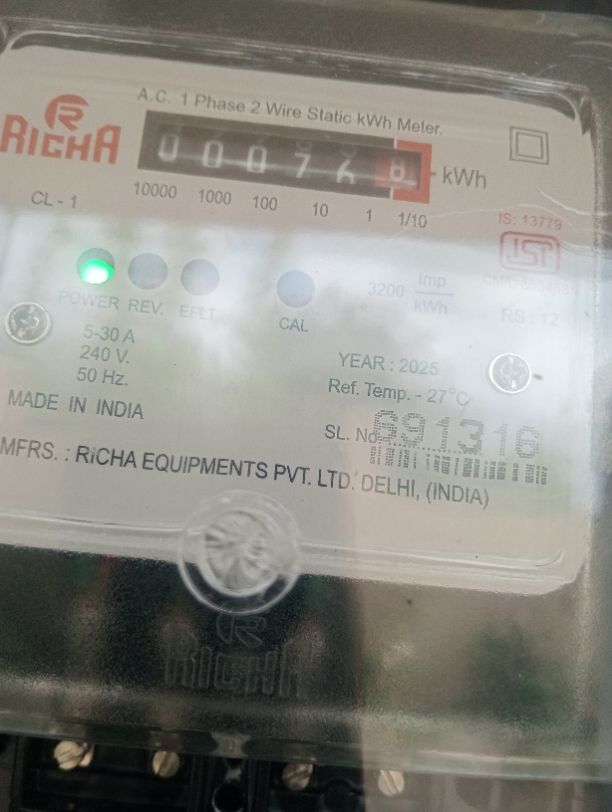 A.C. 1 Phase 2 Wire Static kWh Meter.
RICHA
kWh
CL - 1
10000 1000 100 10 1 1/10
IS: 13779
3200 Imp
kWh
RS : 12
POWER REV. EFLT
CAL
5-30 A
240 V.
50 Hz.
YEAR : 2025
Ref. Temp. - 27°C
MADE IN INDIA
SL. No.
MFRS. : RICHA EQUIPMENTS PVT. LTD. DELHI, (INDIA)
RICHA